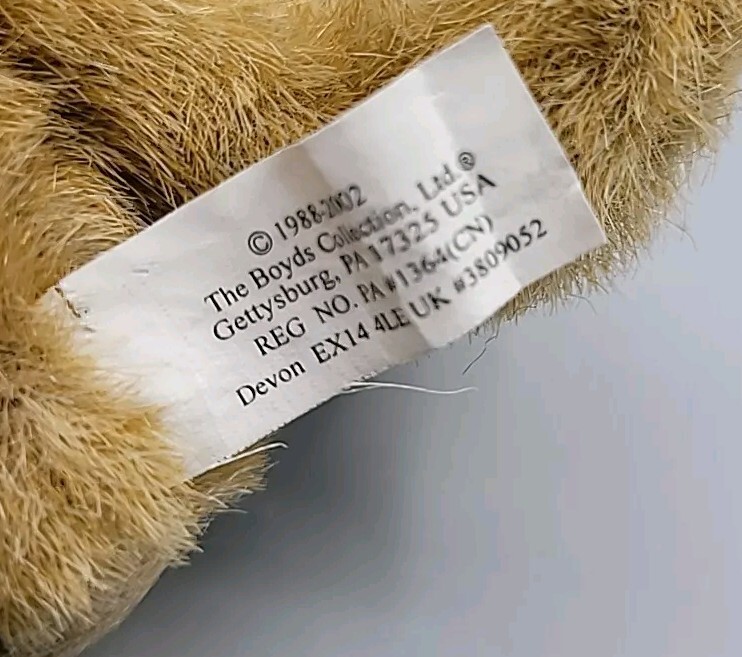 © 1988-2002
The Boyds Collection, Ltd.®
Gettysburg, PA 17325 USA
REG NO. PA #1364(CN)
Devon EX14 4LE UK #3809052